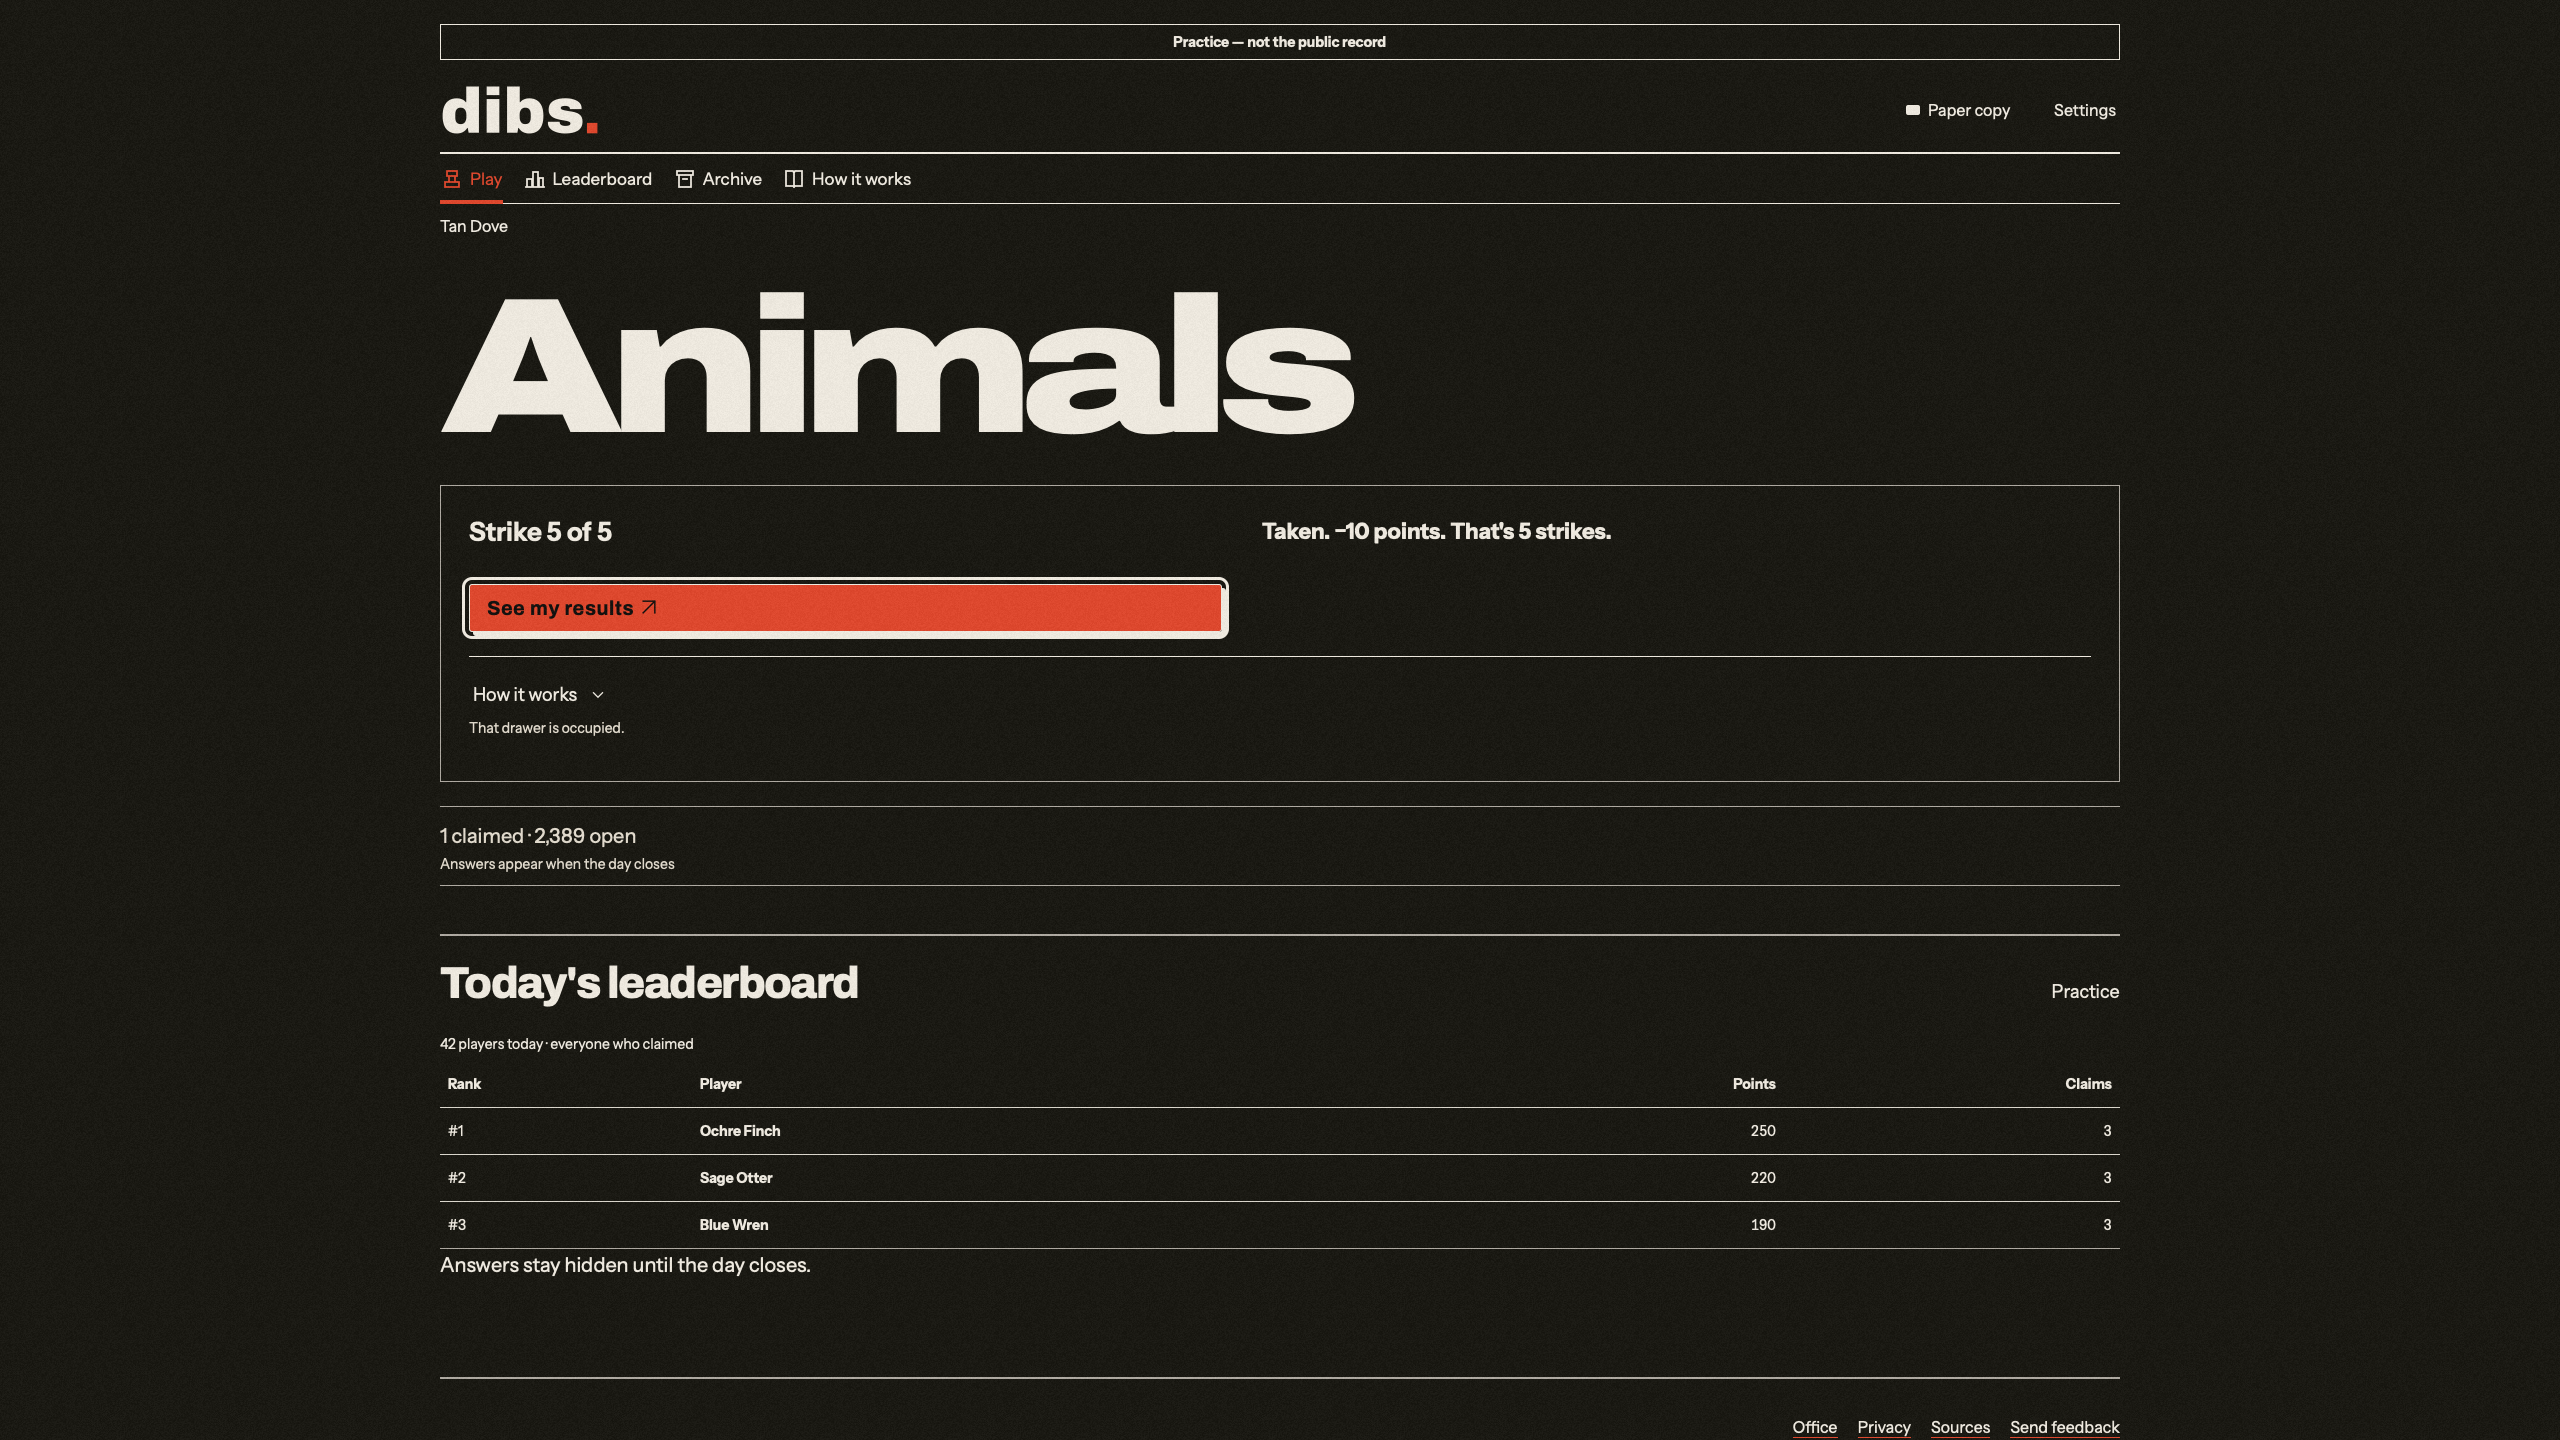 Practice — not the public record
dibs.
Paper copy
Settings
Play
Leaderboard
Archive
How it works
Tan Dove
Animals
Strike 5 of 5
Taken. −10 points. That's 5 strikes.
See my results
How it works
That drawer is occupied.
1 claimed · 2,389 open
Answers appear when the day closes
Today's leaderboard
Practice
42 players today · everyone who claimed
Rank Player Points Claims
#1 Ochre Finch 250 3
#2 Sage Otter 220 3
#3 Blue Wren 190 3
Answers stay hidden until the day closes.
Office Privacy Sources Send feedback